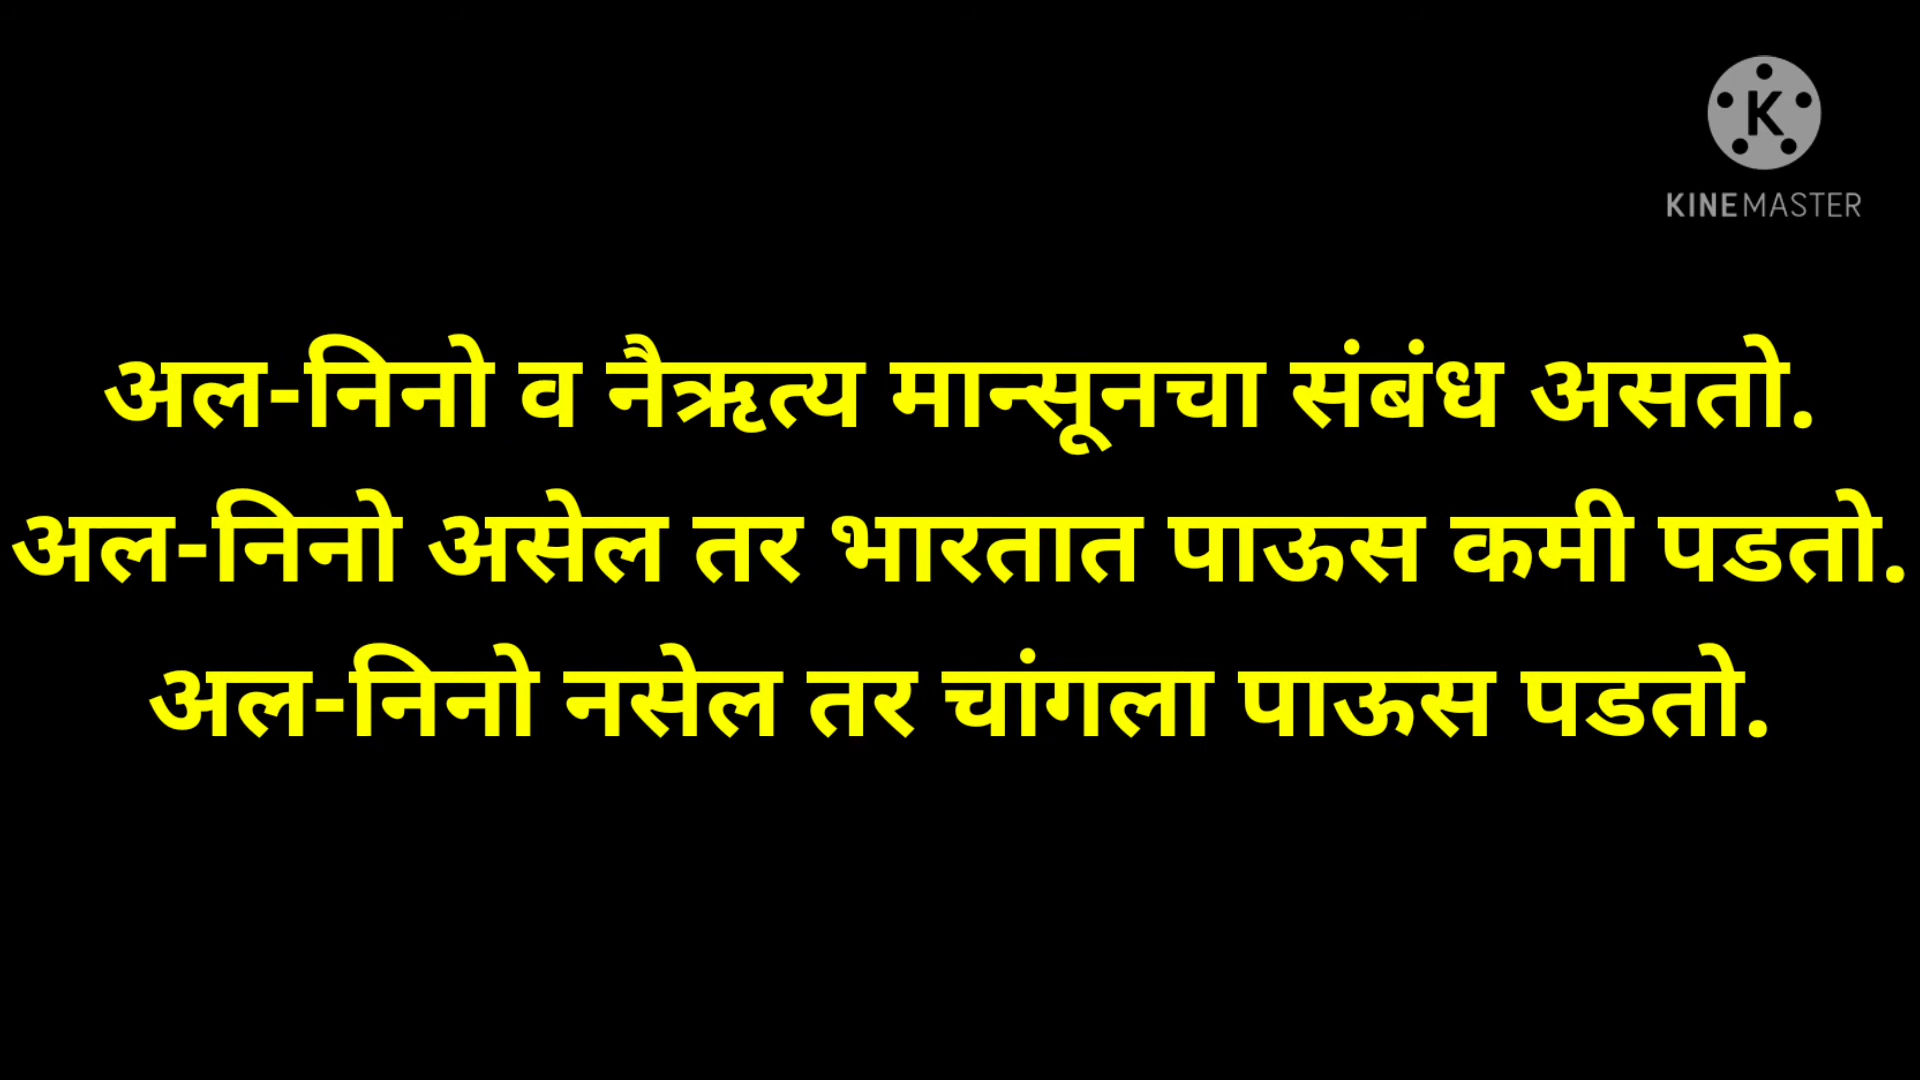 K
KINEMASTER
अल-निनो व नैऋत्य मान्सूनचा संबंध असतो.
अल-निनो असेल तर भारतात पाऊस कमी पडतो.
अल-निनो नसेल तर चांगला पाऊस पडतो.